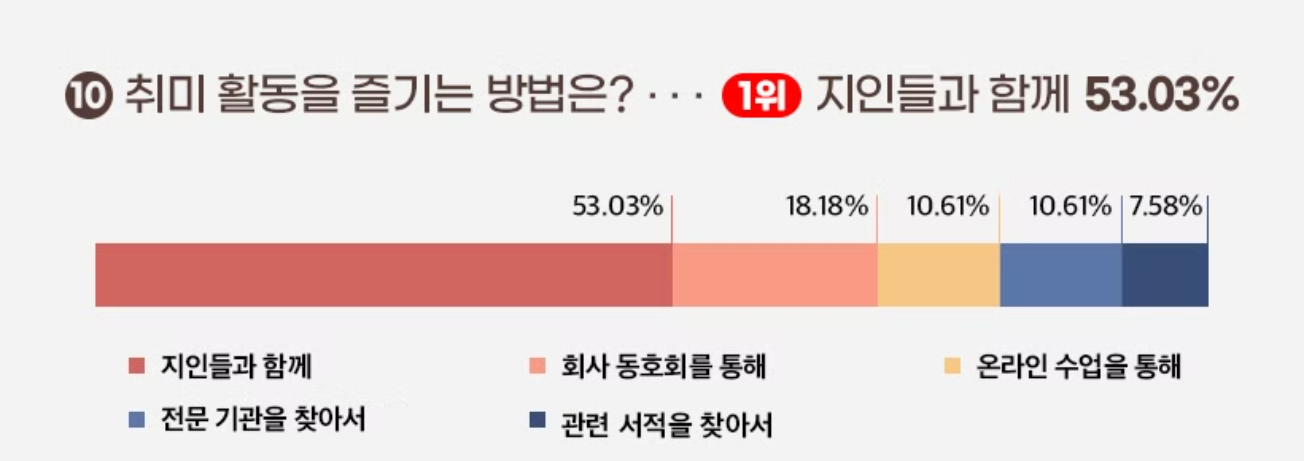 10 취미 활동을 즐기는 방법은? · · · 1위 지인들과 함께 53.03%
53.03% 18.18% 10.61% 10.61% 7.58%
지인들과 함께 회사 동호회를 통해 온라인 수업을 통해
전문 기관을 찾아서 관련 서적을 찾아서